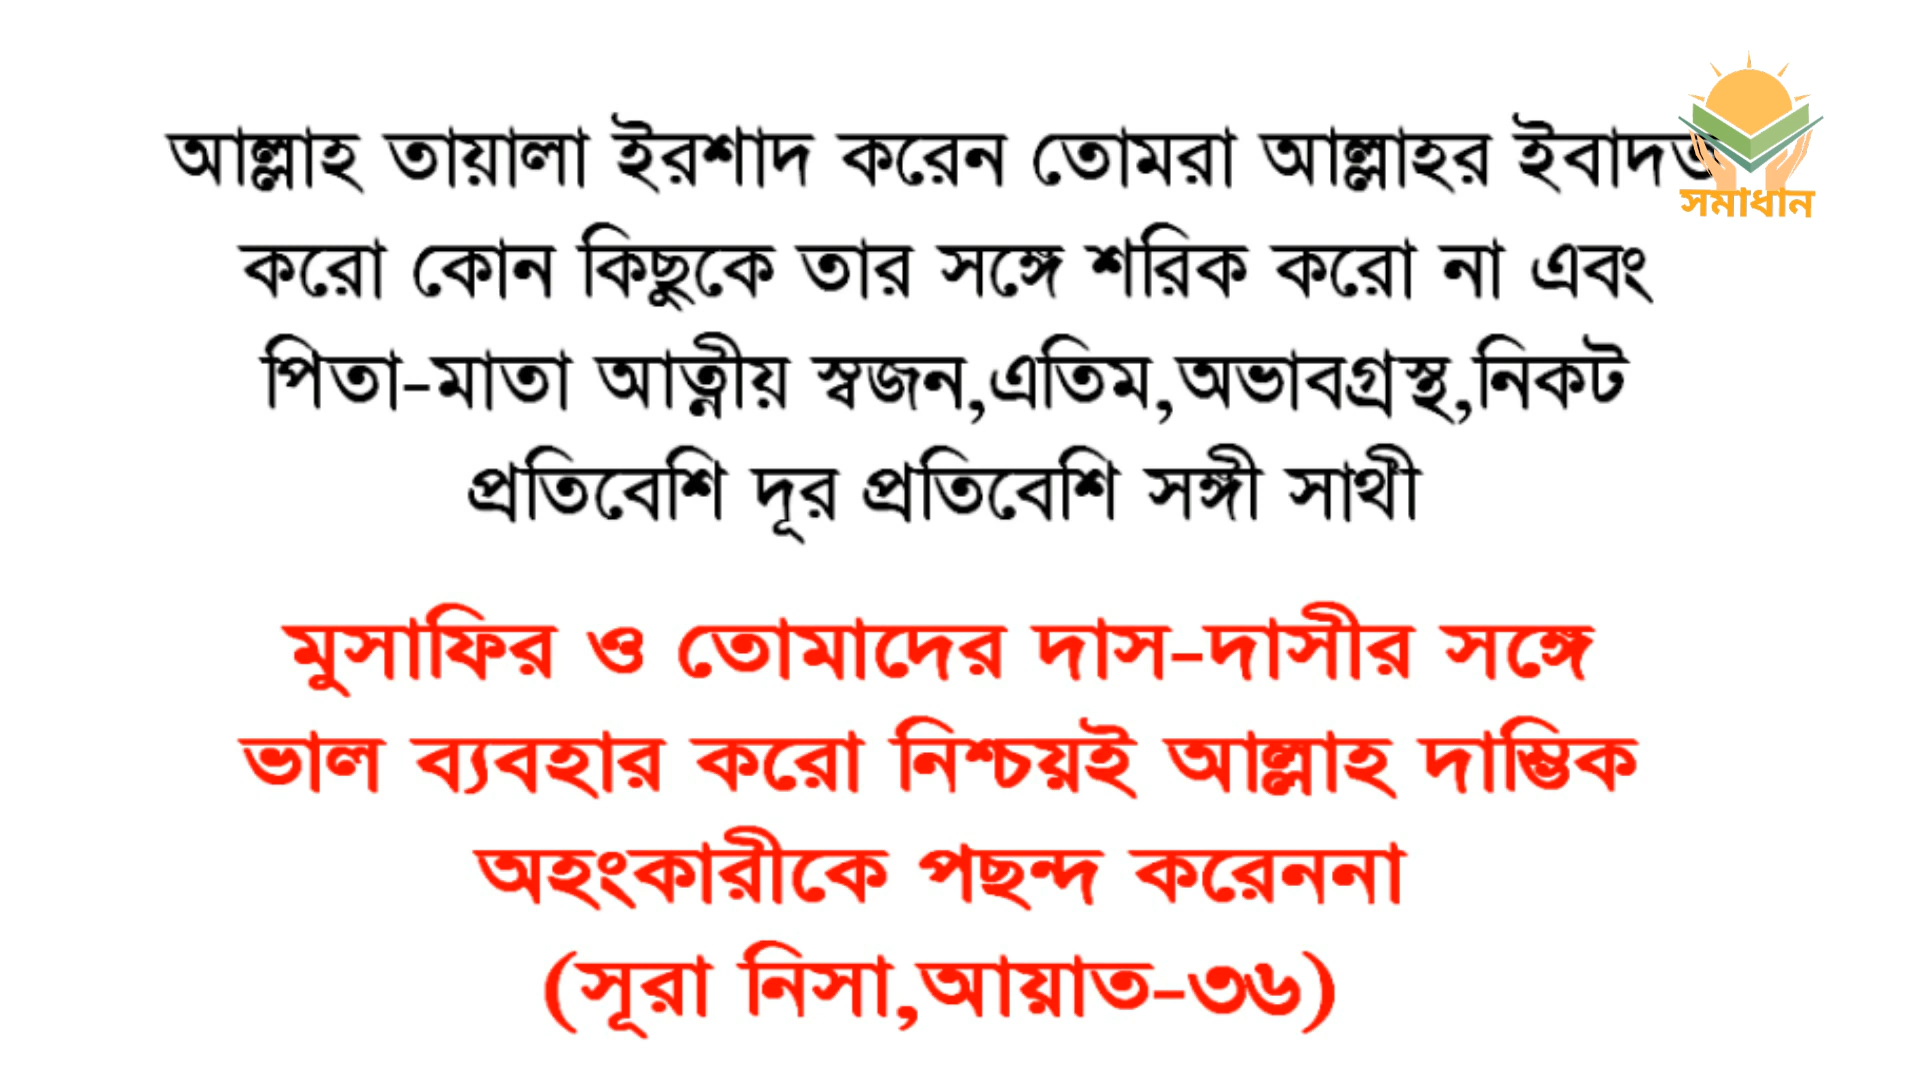 আল্লাহ তায়ালা ইরশাদ করেন তোমরা আল্লাহর ইবাদত
করো কোন কিছুকে তার সঙ্গে শরিক করো না এবং
পিতা-মাতা আত্নীয় স্বজন,এতিম,অভাবগ্রস্থ,নিকট
প্রতিবেশি দূর প্রতিবেশি সঙ্গী সাথী
মুসাফির ও তোমাদের দাস-দাসীর সঙ্গে
ভাল ব্যবহার করো নিশ্চয়ই আল্লাহ দাম্ভিক
অহংকারীকে পছন্দ করেননা
(সূরা নিসা,আয়াত-৩৬)
সমাধান